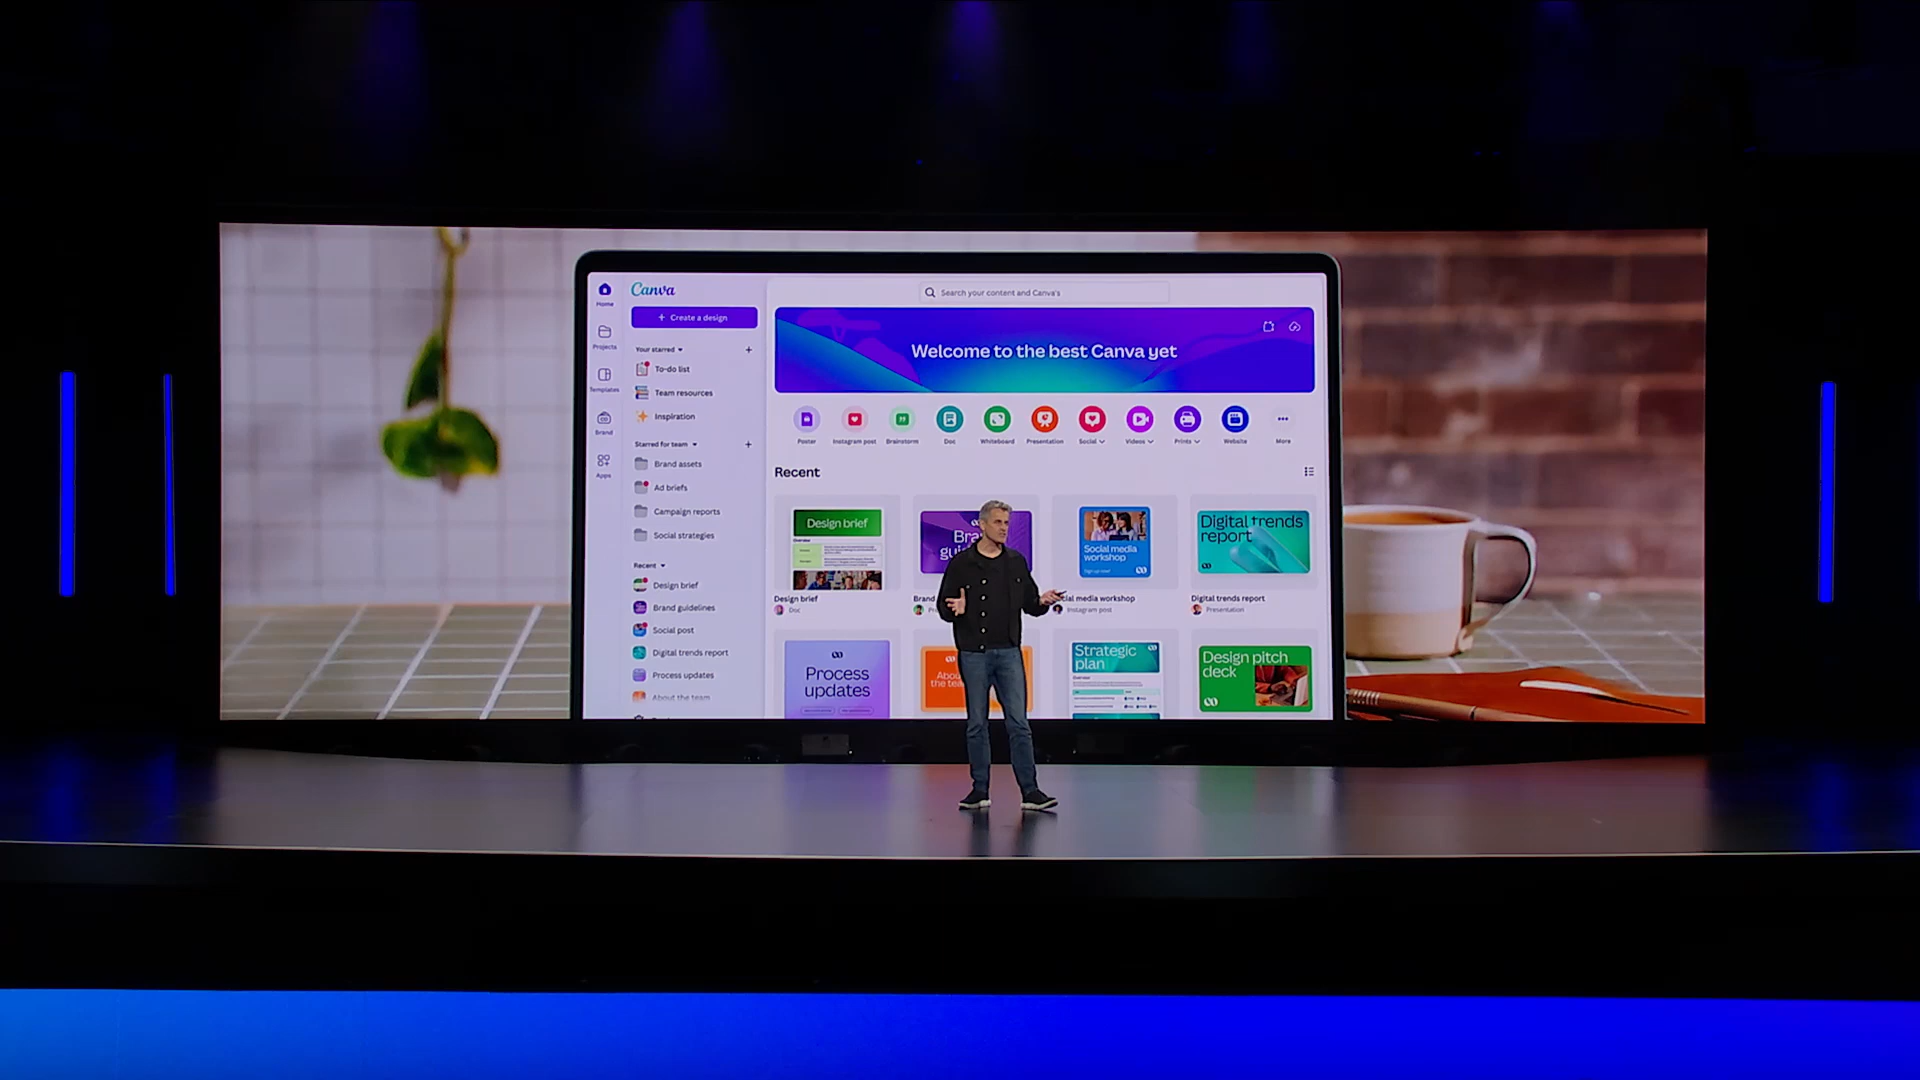 Canva
Search your content and Canva's
Home
Projects
Templates
Brand
Apps
+ Create a design
Your starred
To-do list
Team resources
Inspiration
Starred for team
Brand assets
Ad briefs
Campaign reports
Social strategies
Recent
Design brief
Brand guidelines
Social post
Digital trends report
Process updates
About the team
Welcome to the best Canva yet
Poster
Instagram post
Brainstorm
Doc
Whiteboard
Presentation
Social
Videos
Prints
Website
More
Recent
Design brief
Design brief
Doc
Brand
Social media
workshop
Sign up now!
media workshop
Instagram post
Digital trends
report
Digital trends report
Presentation
Process
updates
Strategic
plan
Design pitch
deck